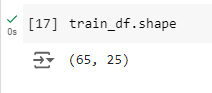 [17] train_df.shape
0s
(65, 25)